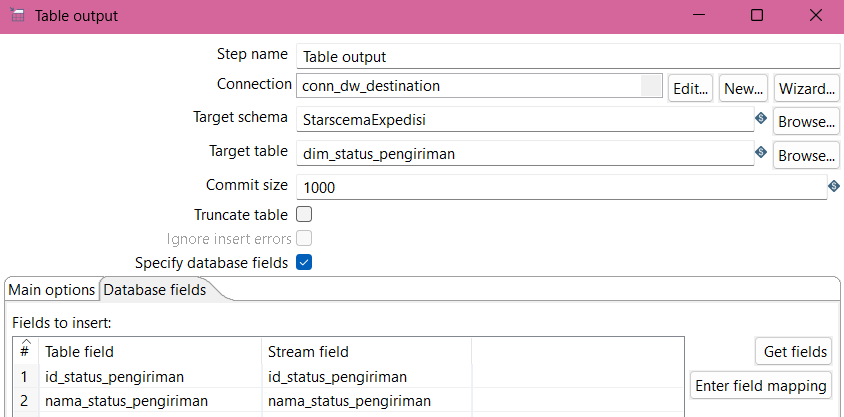 Table output
Step name Table output
Connection conn_dw_destination Edit... New... Wizard...
Target schema StarscemaExpedisi S Browse...
Target table dim_status_pengiriman S Browse...
Commit size 1000 S
Truncate table
Ignore insert errors
Specify database fields
Main options Database fields
Fields to insert:
# Table field Stream field Get fields
1 id_status_pengiriman id_status_pengiriman
Enter field mapping
2 nama_status_pengiriman nama_status_pengiriman